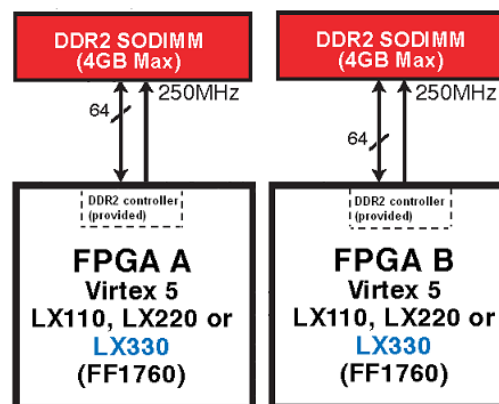 DDR2 SODIMM
(4GB Max)
64
250MHz
DDR2 controller
(provided)
FPGA A
Virtex 5
LX110, LX220 or
LX330
(FF1760)
DDR2 SODIMM
(4GB Max)
64
250MHz
DDR2 controller
(provided)
FPGA B
Virtex 5
LX110, LX220 or
LX330
(FF1760)